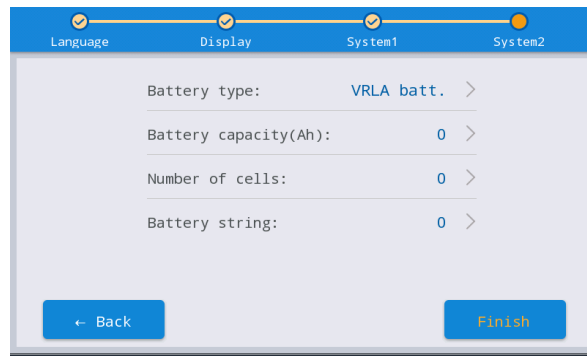 Language Display System1 System2
Battery type: VRLA batt.
Battery capacity(Ah): 0
Number of cells: 0
Battery string: 0
← Back Finish